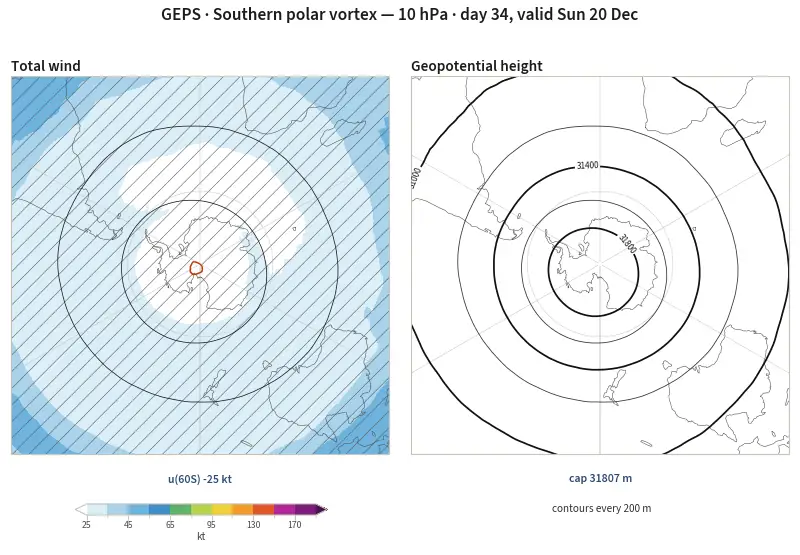 GEPS · Southern polar vortex — 10 hPa · day 34, valid Sun 20 Dec
Total wind
Geopotential height
31400
31800
u(60S) -25 kt
cap 31807 m
contours every 200 m
25 45 65 95 130 170
kt